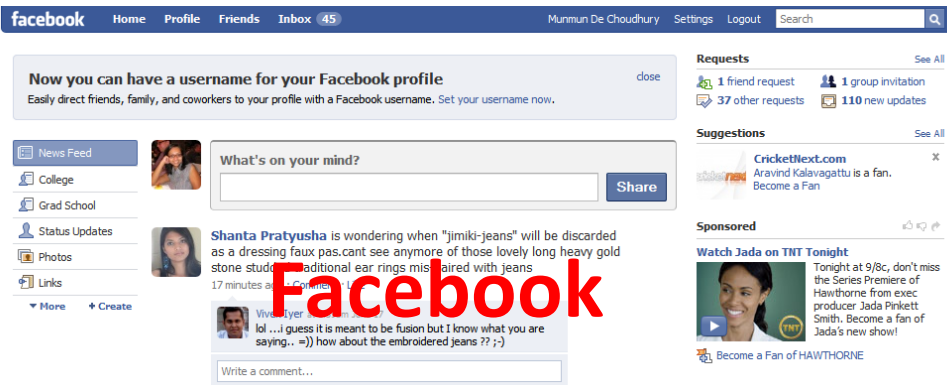 facebook Home Profile Friends Inbox 45 Munmun De Choudhury Settings Logout Search
Now you can have a username for your Facebook profile close
Easily direct friends, family, and coworkers to your profile with a Facebook username. Set your username now.
News Feed
College
Grad School
Status Updates
Photos
Links
More + Create
What's on your mind?
Share
Shanta Pratyusha is wondering when "jimiki-jeans" will be discarded
as a dressing faux pas.cant see anymore of those lovely long heavy gold
stone traditional ear rings with jeans
17 minutes
Facebook
Iyer
lol ...i guess it is meant to be fusion but I know what you are
saying.. =)) how about the embroidered jeans ?? ;-)
Write a comment...
Requests See All
1 friend request 1 group invitation
37 other requests 110 new updates
Suggestions See All
CricketNext.com x
Aravind Kalavagattu is a fan.
Become a Fan
Sponsored
Watch Jada on TNT Tonight
Tonight at 9/8c, don't miss
the Series Premiere of
Hawthorne from exec
producer Jada Pinkett
Smith. Become a fan of
Jada's new show!
TNT
Become a Fan of HAWTHORNE